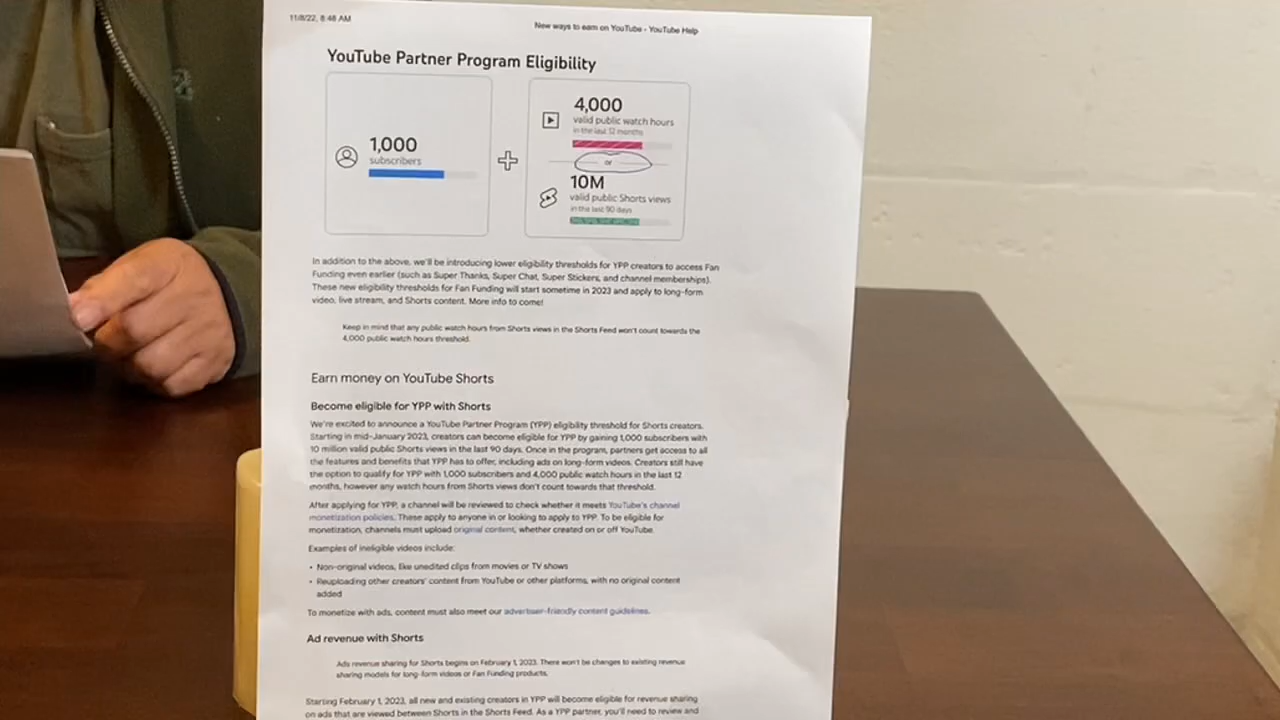 11/8/22, 8:48 AM
New ways to earn on YouTube - YouTube Help
YouTube Partner Program Eligibility
1,000
subscribers
4,000
valid public watch hours
in the last 12 months
or
10M
valid public Shorts views
in the last 90 days
In addition to the above, we'll be introducing lower eligibility thresholds for YPP creators to access Fan
Funding even earlier (such as Super Thanks, Super Chat, Super Stickers, and channel memberships).
These new eligibility thresholds for Fan Funding will start sometime in 2023 and apply to long-form
video, live stream, and Shorts content. More info to come!
Keep in mind that any public watch hours from Shorts views in the Shorts Feed won't count towards the
4,000 public watch hours threshold.
Earn money on YouTube Shorts
Become eligible for YPP with Shorts
We're excited to announce a YouTube Partner Program (YPP) eligibility threshold for Shorts creators.
Starting in mid-January 2023, creators can become eligible for YPP by gaining 1,000 subscribers with
10 million valid public Shorts views in the last 90 days. Once in the program, partners get access to all
the features and benefits that YPP has to offer, including ads on long-form videos. Creators still have
the option to qualify for YPP with 1,000 subscribers and 4,000 public watch hours in the last 12
months, however any watch hours from Shorts views don't count towards that threshold.
After applying for YPP, a channel will be reviewed to check whether it meets YouTube's channel
monetization policies. These apply to anyone in or looking to apply to YPP. To be eligible for
monetization, channels must upload original content, whether created on or off YouTube.
Examples of ineligible videos include:
• Non-original videos, like unedited clips from movies or TV shows
• Reuploading other creators' content from YouTube or other platforms, with no original content
added
To monetize with ads, content must also meet our advertiser-friendly content guidelines.
Ad revenue with Shorts
Ads revenue sharing for Shorts begins on February 1, 2023. There won't be changes to existing revenue
sharing models for long-form videos or Fan Funding products.
Starting February 1, 2023, all new and existing creators in YPP will become eligible for revenue sharing
on ads that are viewed between Shorts in the Shorts Feed. As a YPP partner, you'll need to review and